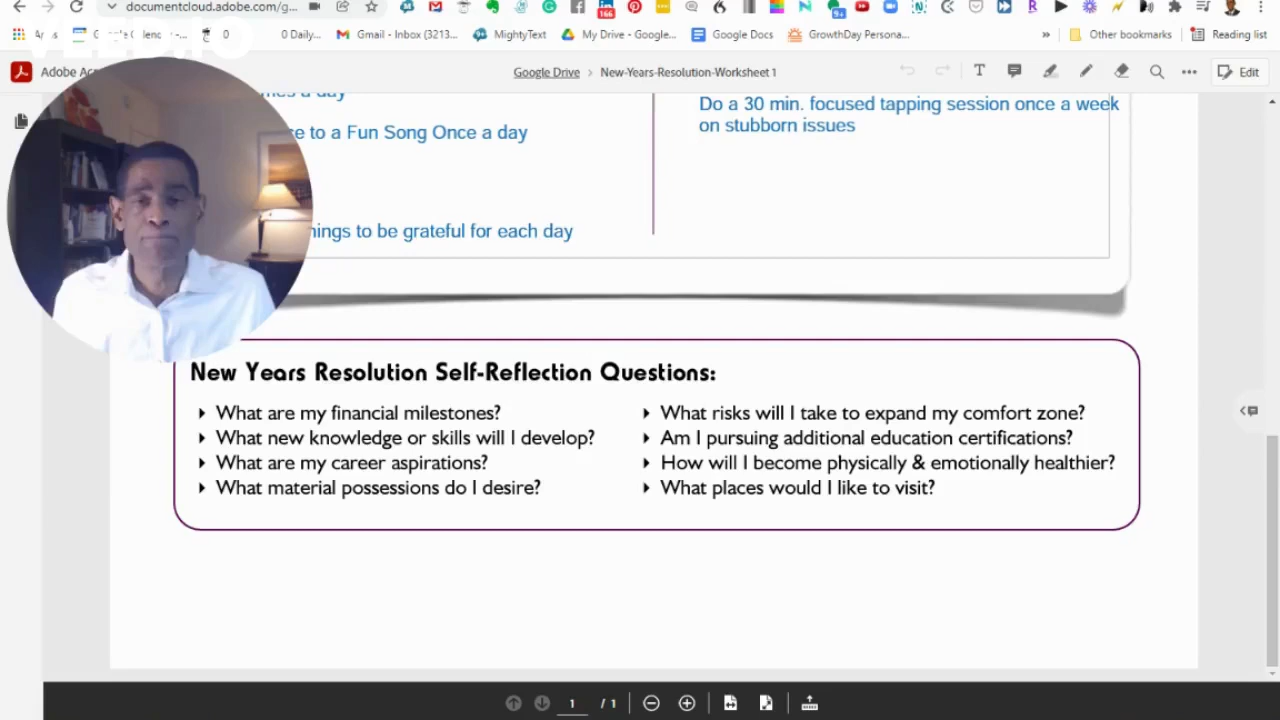 documentcloud.adobe.com/g...
166
9+
0
0 Daily...
Gmail - Inbox (3213...
MightyText
My Drive - Google...
Google Docs
GrowthDay Persona...
»
Other bookmarks
Reading list
Google Drive › New-Years-Resolution-Worksheet 1
Edit
a day
Do a 30 min. focused tapping session once a week
on stubborn issues
to a Fun Song Once a day
to be grateful for each day
New Years Resolution Self-Reflection Questions:
What are my financial milestones?
What new knowledge or skills will I develop?
What are my career aspirations?
What material possessions do I desire?
What risks will I take to expand my comfort zone?
Am I pursuing additional education certifications?
How will I become physically & emotionally healthier?
What places would I like to visit?
1 / 1